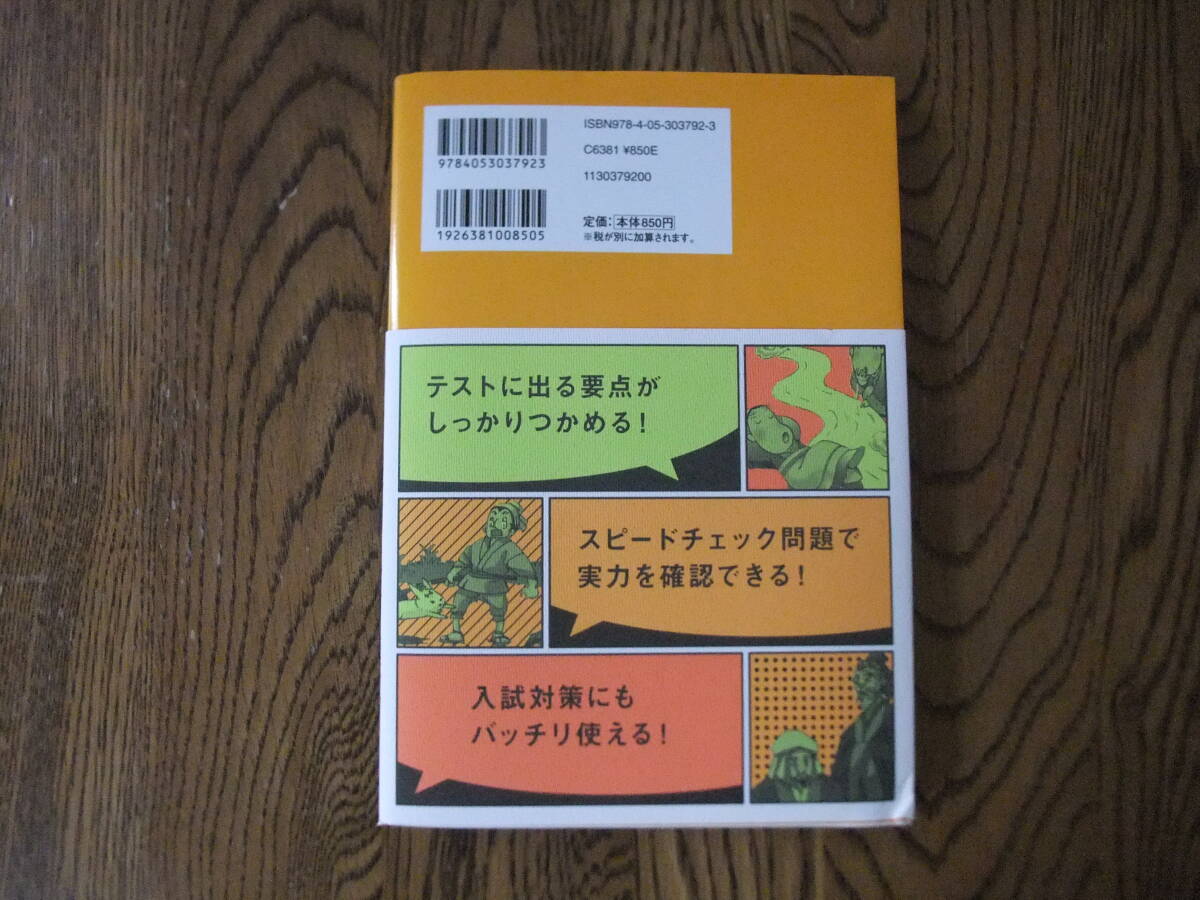 ISBN978-4-05-303792-3
9784053037923
C6381 ¥850E
1130379200
1926381008505
定価：本体850円
※税が別に加算されます。
テストに出る要点が
しっかりつかめる！
スピードチェック問題で
実力を確認できる！
入試対策にも
バッチリ使える！